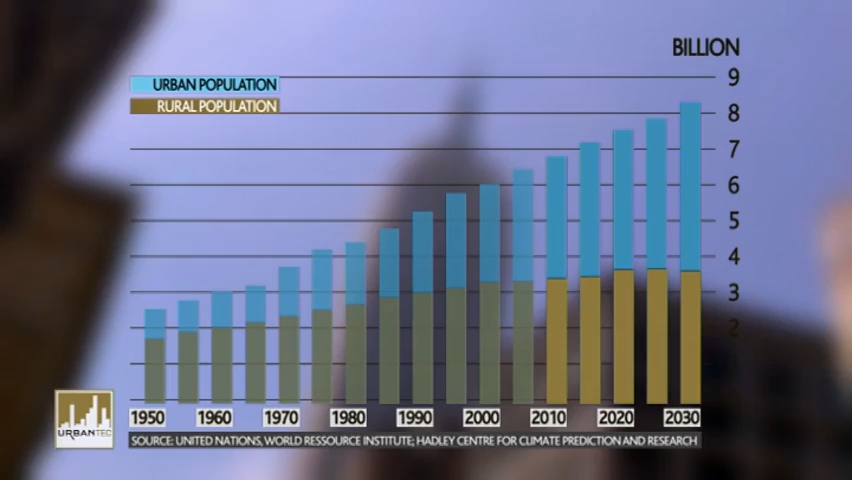 BILLION
URBAN POPULATION
RURAL POPULATION
9
8
7
6
5
4
3
2
1950 1960 1970 1980 1990 2000 2010 2020 2030
URBANTEC
SOURCE: UNITED NATIONS, WORLD RESSOURCE INSTITUTE; HADLEY CENTRE FOR CLIMATE PREDICTION AND RESEARCH